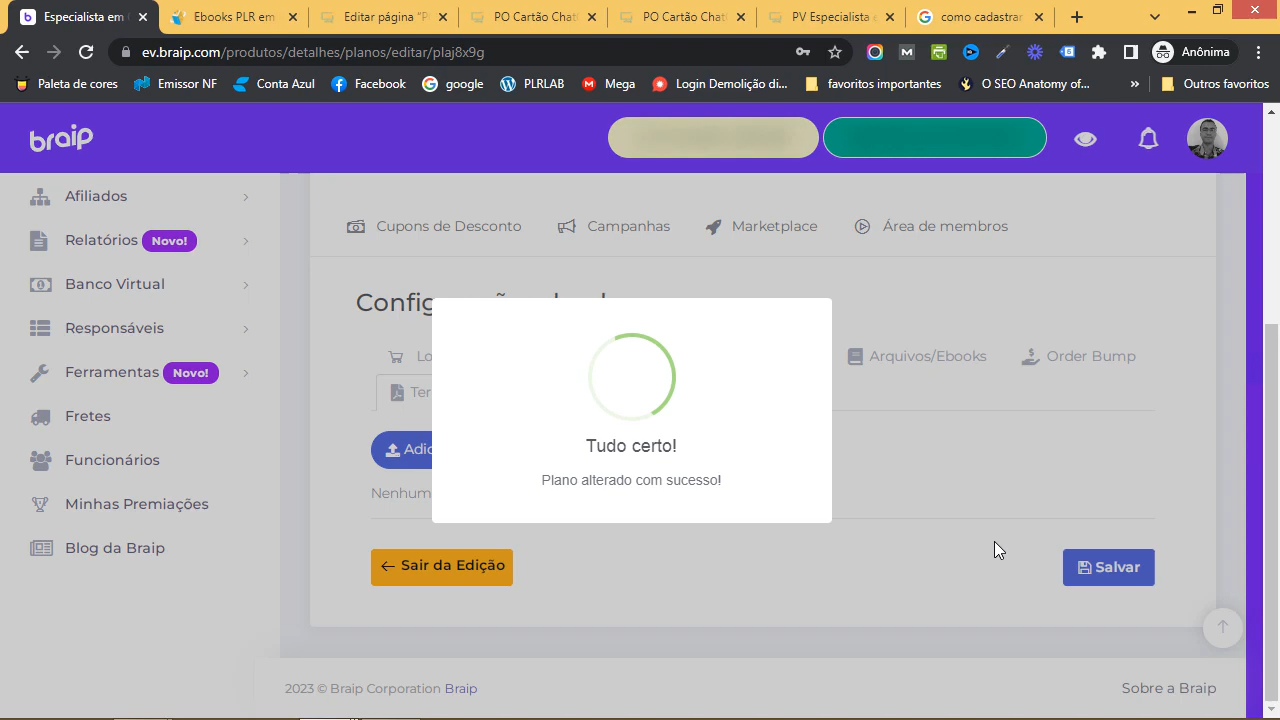 Especialista em
Ebooks PLR em
Editar página "P
PO Cartão Chat
PO Cartão Chat
PV Especialista e
como cadastrar
ev.braip.com/produtos/detalhes/planos/editar/plaj8x9g
Anônima
Paleta de cores
Emissor NF
Conta Azul
Facebook
google
PLRLAB
Mega
Login Demolição di...
favoritos importantes
O SEO Anatomy of...
»
Outros favoritos
braip
Afiliados
Relatórios Novo!
Banco Virtual
Responsáveis
Ferramentas Novo!
Fretes
Funcionários
Minhas Premiações
Blog da Braip
Cupons de Desconto
Campanhas
Marketplace
Área de membros
Arquivos/Ebooks
Order Bump
Tudo certo!
Plano alterado com sucesso!
Sair da Edição
Salvar
2023 © Braip Corporation Braip
Sobre a Braip